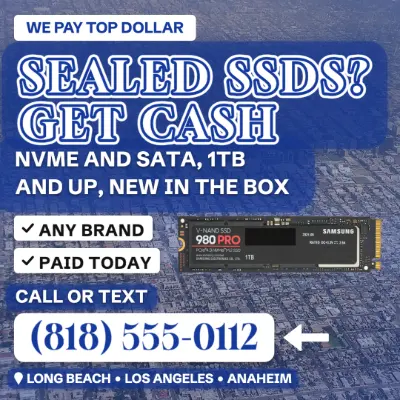 WE PAY TOP DOLLAR
SEALED SSDS?
GET CASH
NVME AND SATA, 1TB
AND UP, NEW IN THE BOX
✓ ANY BRAND
✓ PAID TODAY
V-NAND SSD
980 PRO
1TB
SAMSUNG
CALL OR TEXT
(818) 555-0112
LONG BEACH • LOS ANGELES • ANAHEIM